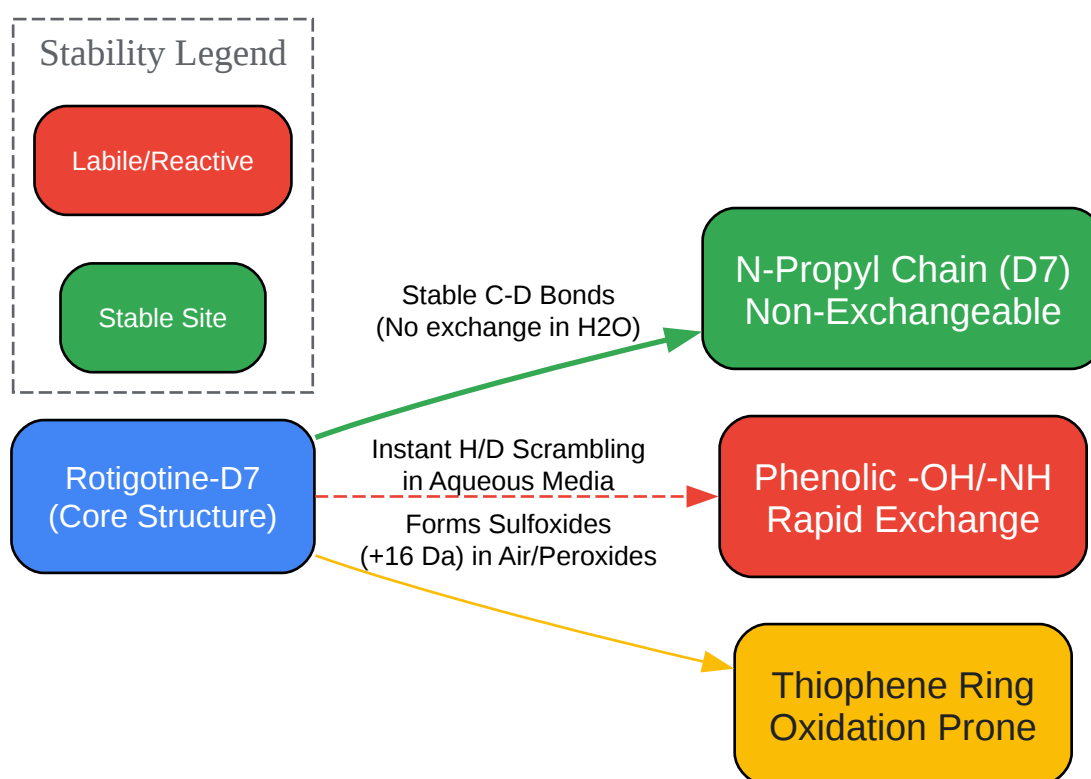 Stability Legend
Labile/Reactive
Stable Site
Rotigotine-D7
(Core Structure)
Stable C-D Bonds
(No exchange in H2O)
N-Propyl Chain (D7)
Non-Exchangeable
Instant H/D Scrambling
in Aqueous Media
Phenolic -OH/-NH
Rapid Exchange
Forms Sulfoxides
(+16 Da) in Air/Peroxides
Thiophene Ring
Oxidation Prone